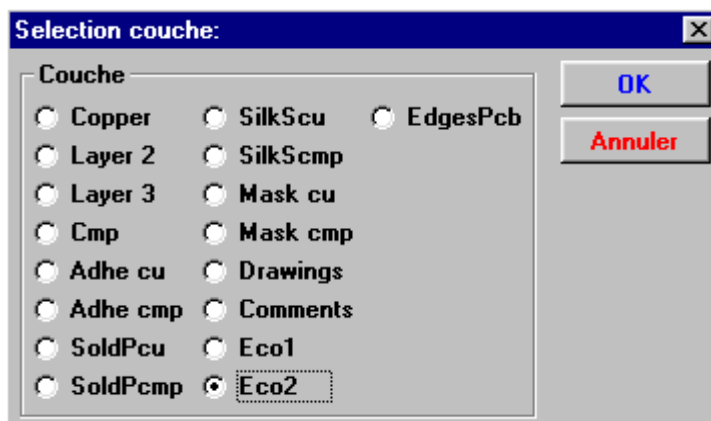 Selection couche:
Couche
Copper
Layer 2
Layer 3
Cmp
Adhe cu
Adhe cmp
SoldPcu
SoldPcmp
SilkScu
SilkScmp
Mask cu
Mask cmp
Drawings
Comments
Eco1
Eco2
EdgesPcb
OK
Annuler